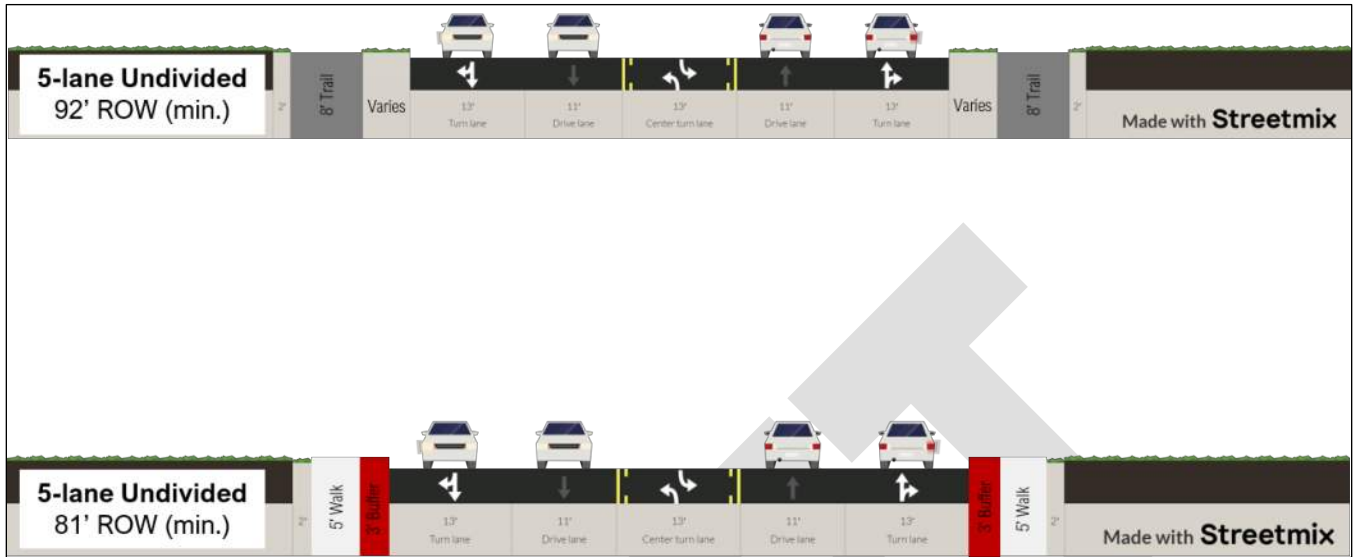 5-lane Undivided
92' ROW (min.)
2'
8' Trail
Varies
13'
Turn lane
11'
Drive lane
13'
Center turn lane
11'
Drive lane
13'
Turn lane
Varies
8' Trail
2'
Made with Streetmix
5-lane Undivided
81' ROW (min.)
2'
5' Walk
3' Buffer
13'
Turn lane
11'
Drive lane
13'
Center turn lane
11'
Drive lane
13'
Turn lane
3' Buffer
5' Walk
2'
Made with Streetmix